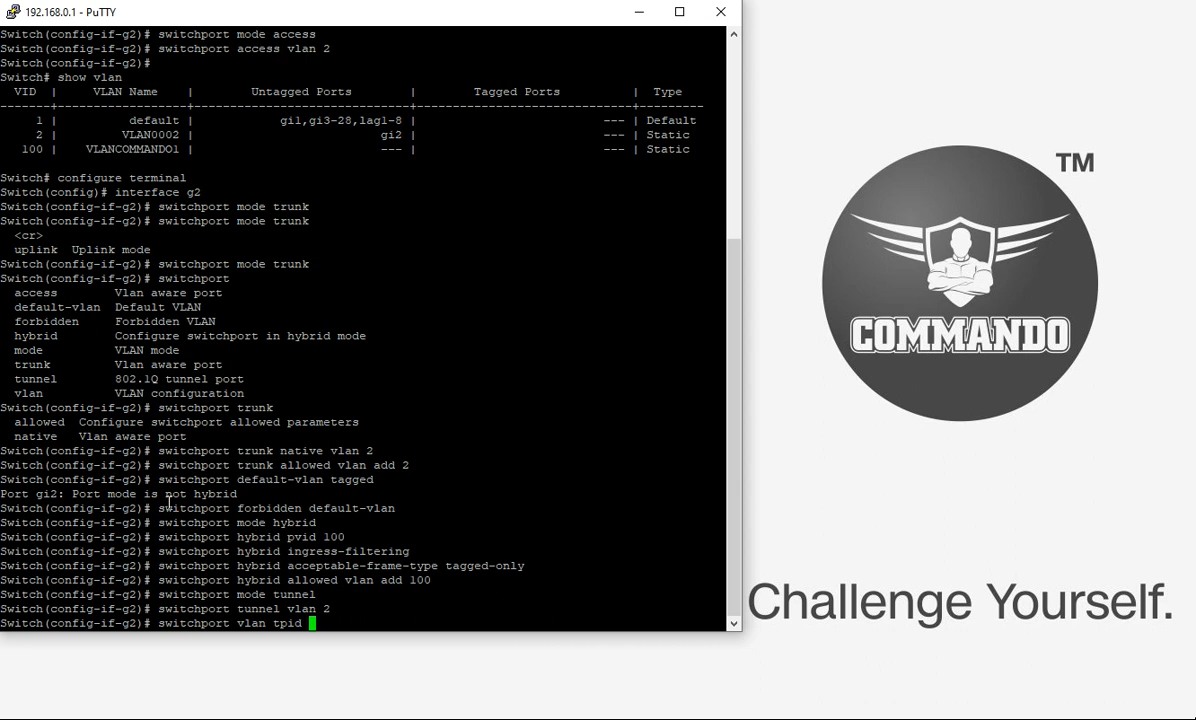 192.168.0.1 - PuTTY
Switch(config-if-g2)# switchport mode access
Switch(config-if-g2)# switchport access vlan 2
Switch(config-if-g2)#
Switch# show vlan
VID | VLAN Name | Untagged Ports | Tagged Ports | Type
-------+------------------+------------------------------+------------------------------+---------
1 | default | gi1,gi3-28,lag1-8 | --- | Default
2 | VLAN0002 | gi2 | --- | Static
100 | VLANCOMMANDO1 | --- | --- | Static
Switch# configure terminal
Switch(config)# interface g2
Switch(config-if-g2)# switchport mode trunk
Switch(config-if-g2)# switchport mode trunk
<cr>
uplink Uplink mode
Switch(config-if-g2)# switchport mode trunk
Switch(config-if-g2)# switchport
access Vlan aware port
default-vlan Default VLAN
forbidden Forbidden VLAN
hybrid Configure switchport in hybrid mode
mode VLAN mode
trunk Vlan aware port
tunnel 802.1Q tunnel port
vlan VLAN configuration
Switch(config-if-g2)# switchport trunk
allowed Configure switchport allowed parameters
native Vlan aware port
Switch(config-if-g2)# switchport trunk native vlan 2
Switch(config-if-g2)# switchport trunk allowed vlan add 2
Switch(config-if-g2)# switchport default-vlan tagged
Port gi2: Port mode is not hybrid
Switch(config-if-g2)# switchport forbidden default-vlan
Switch(config-if-g2)# switchport mode hybrid
Switch(config-if-g2)# switchport hybrid pvid 100
Switch(config-if-g2)# switchport hybrid ingress-filtering
Switch(config-if-g2)# switchport hybrid acceptable-frame-type tagged-only
Switch(config-if-g2)# switchport hybrid allowed vlan add 100
Switch(config-if-g2)# switchport mode tunnel
Switch(config-if-g2)# switchport tunnel vlan 2
Switch(config-if-g2)# switchport vlan tpid
TM
COMMANDO
Challenge Yourself.